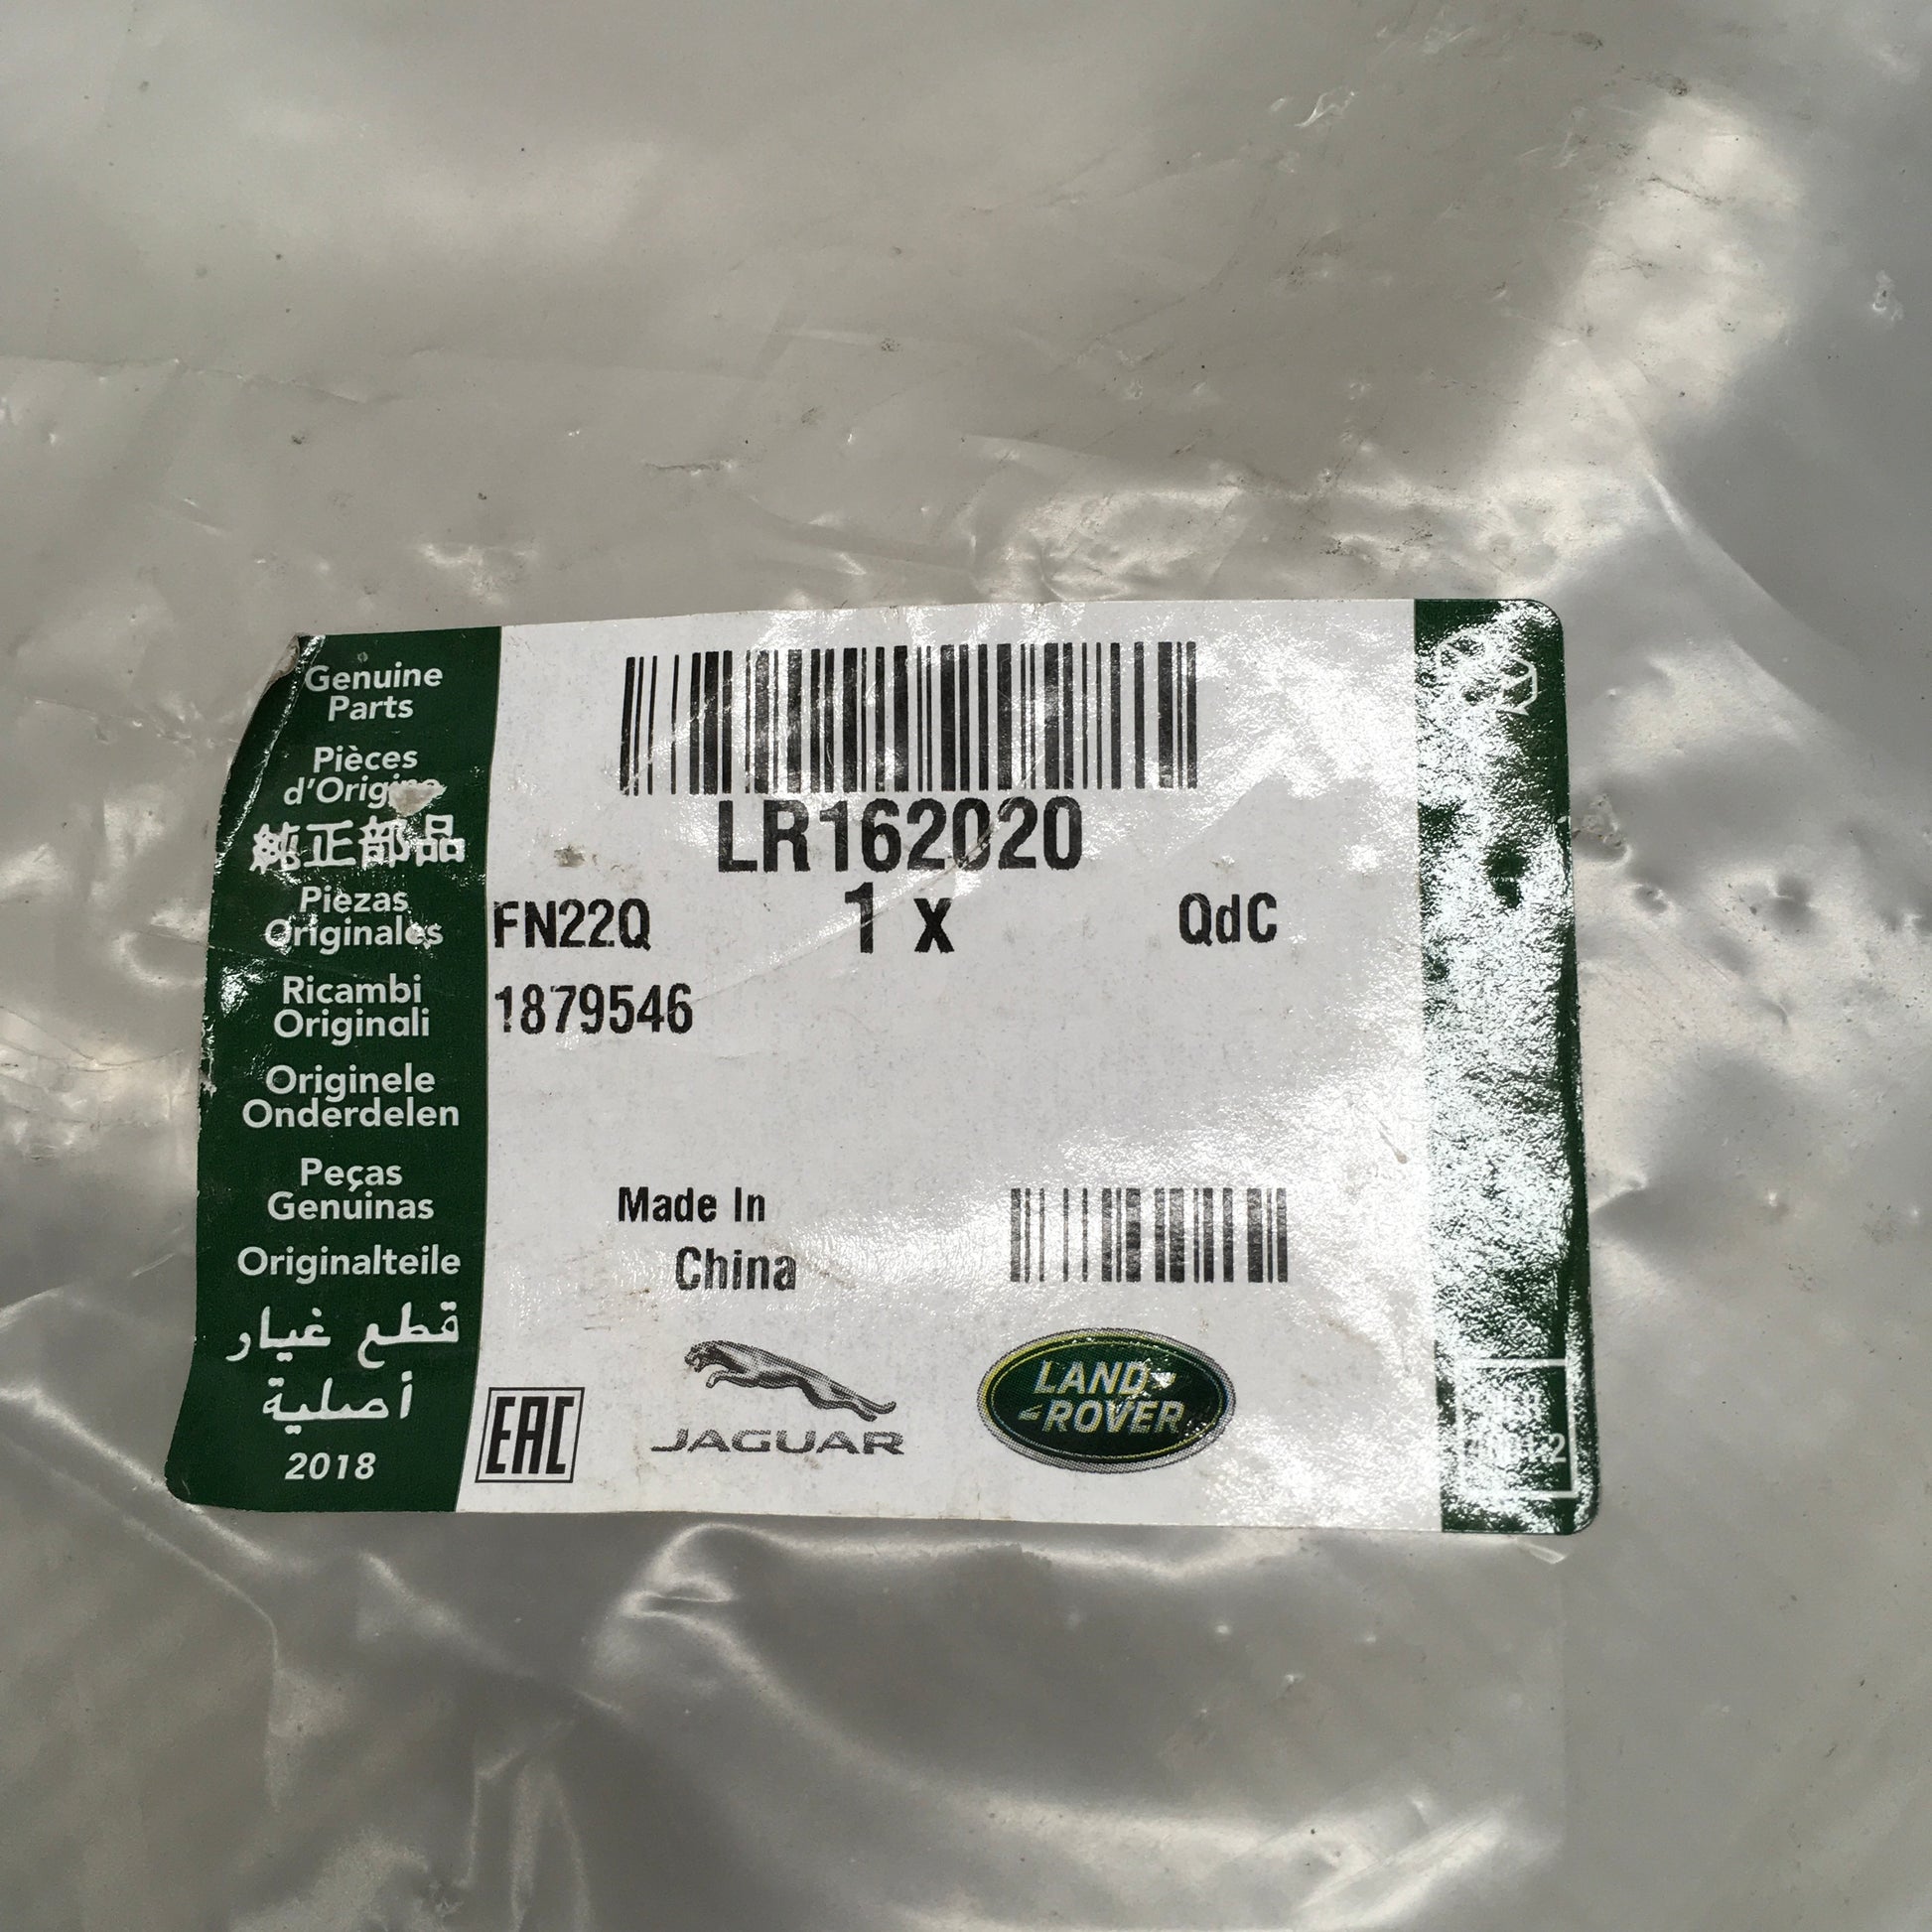 Genuine
Parts
Pièces
d'Origine
純正部品
Piezas
Originales
Ricambi
Originali
Originele
Onderdelen
Peças
Genuinas
Originalteile
قطع غيار
أصلية
2018
LR162020
FN22Q 1 x QdC
1879546
Made In
China
EAC
JAGUAR
LAND-
-ROVER